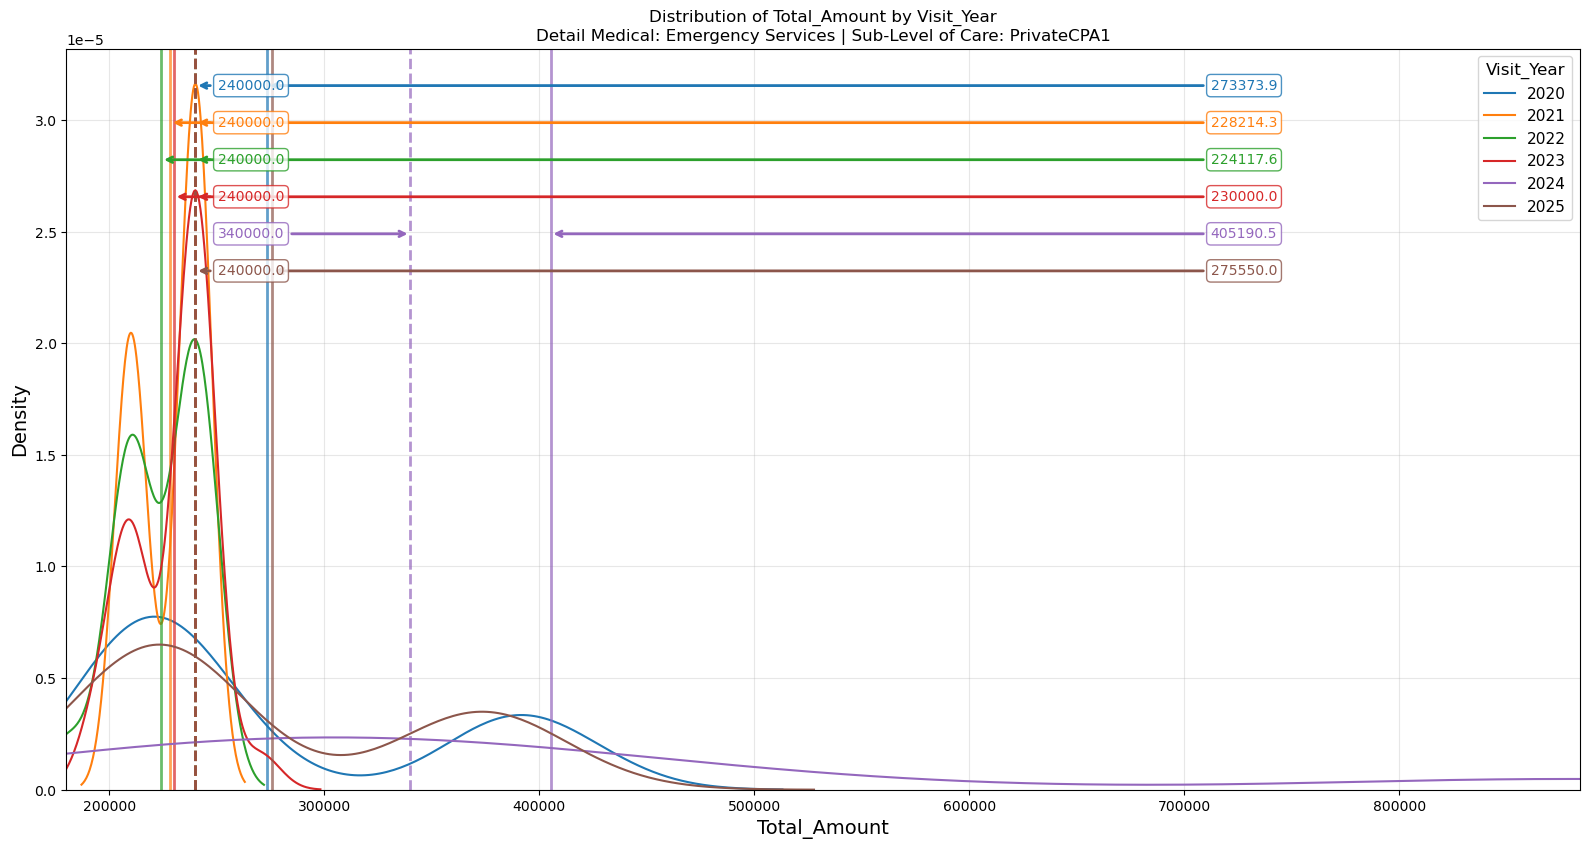 Distribution of Total_Amount by Visit_Year
Detail Medical: Emergency Services | Sub-Level of Care: PrivateCPA1
1e−5
Visit_Year
2020
2021
2022
2023
2024
2025
240000.0 273373.9
240000.0 228214.3
240000.0 224117.6
240000.0 230000.0
340000.0 405190.5
240000.0 275550.0
3.0
2.5
2.0
1.5
1.0
0.5
0.0
Density
200000 300000 400000 500000 600000 700000 800000
Total_Amount